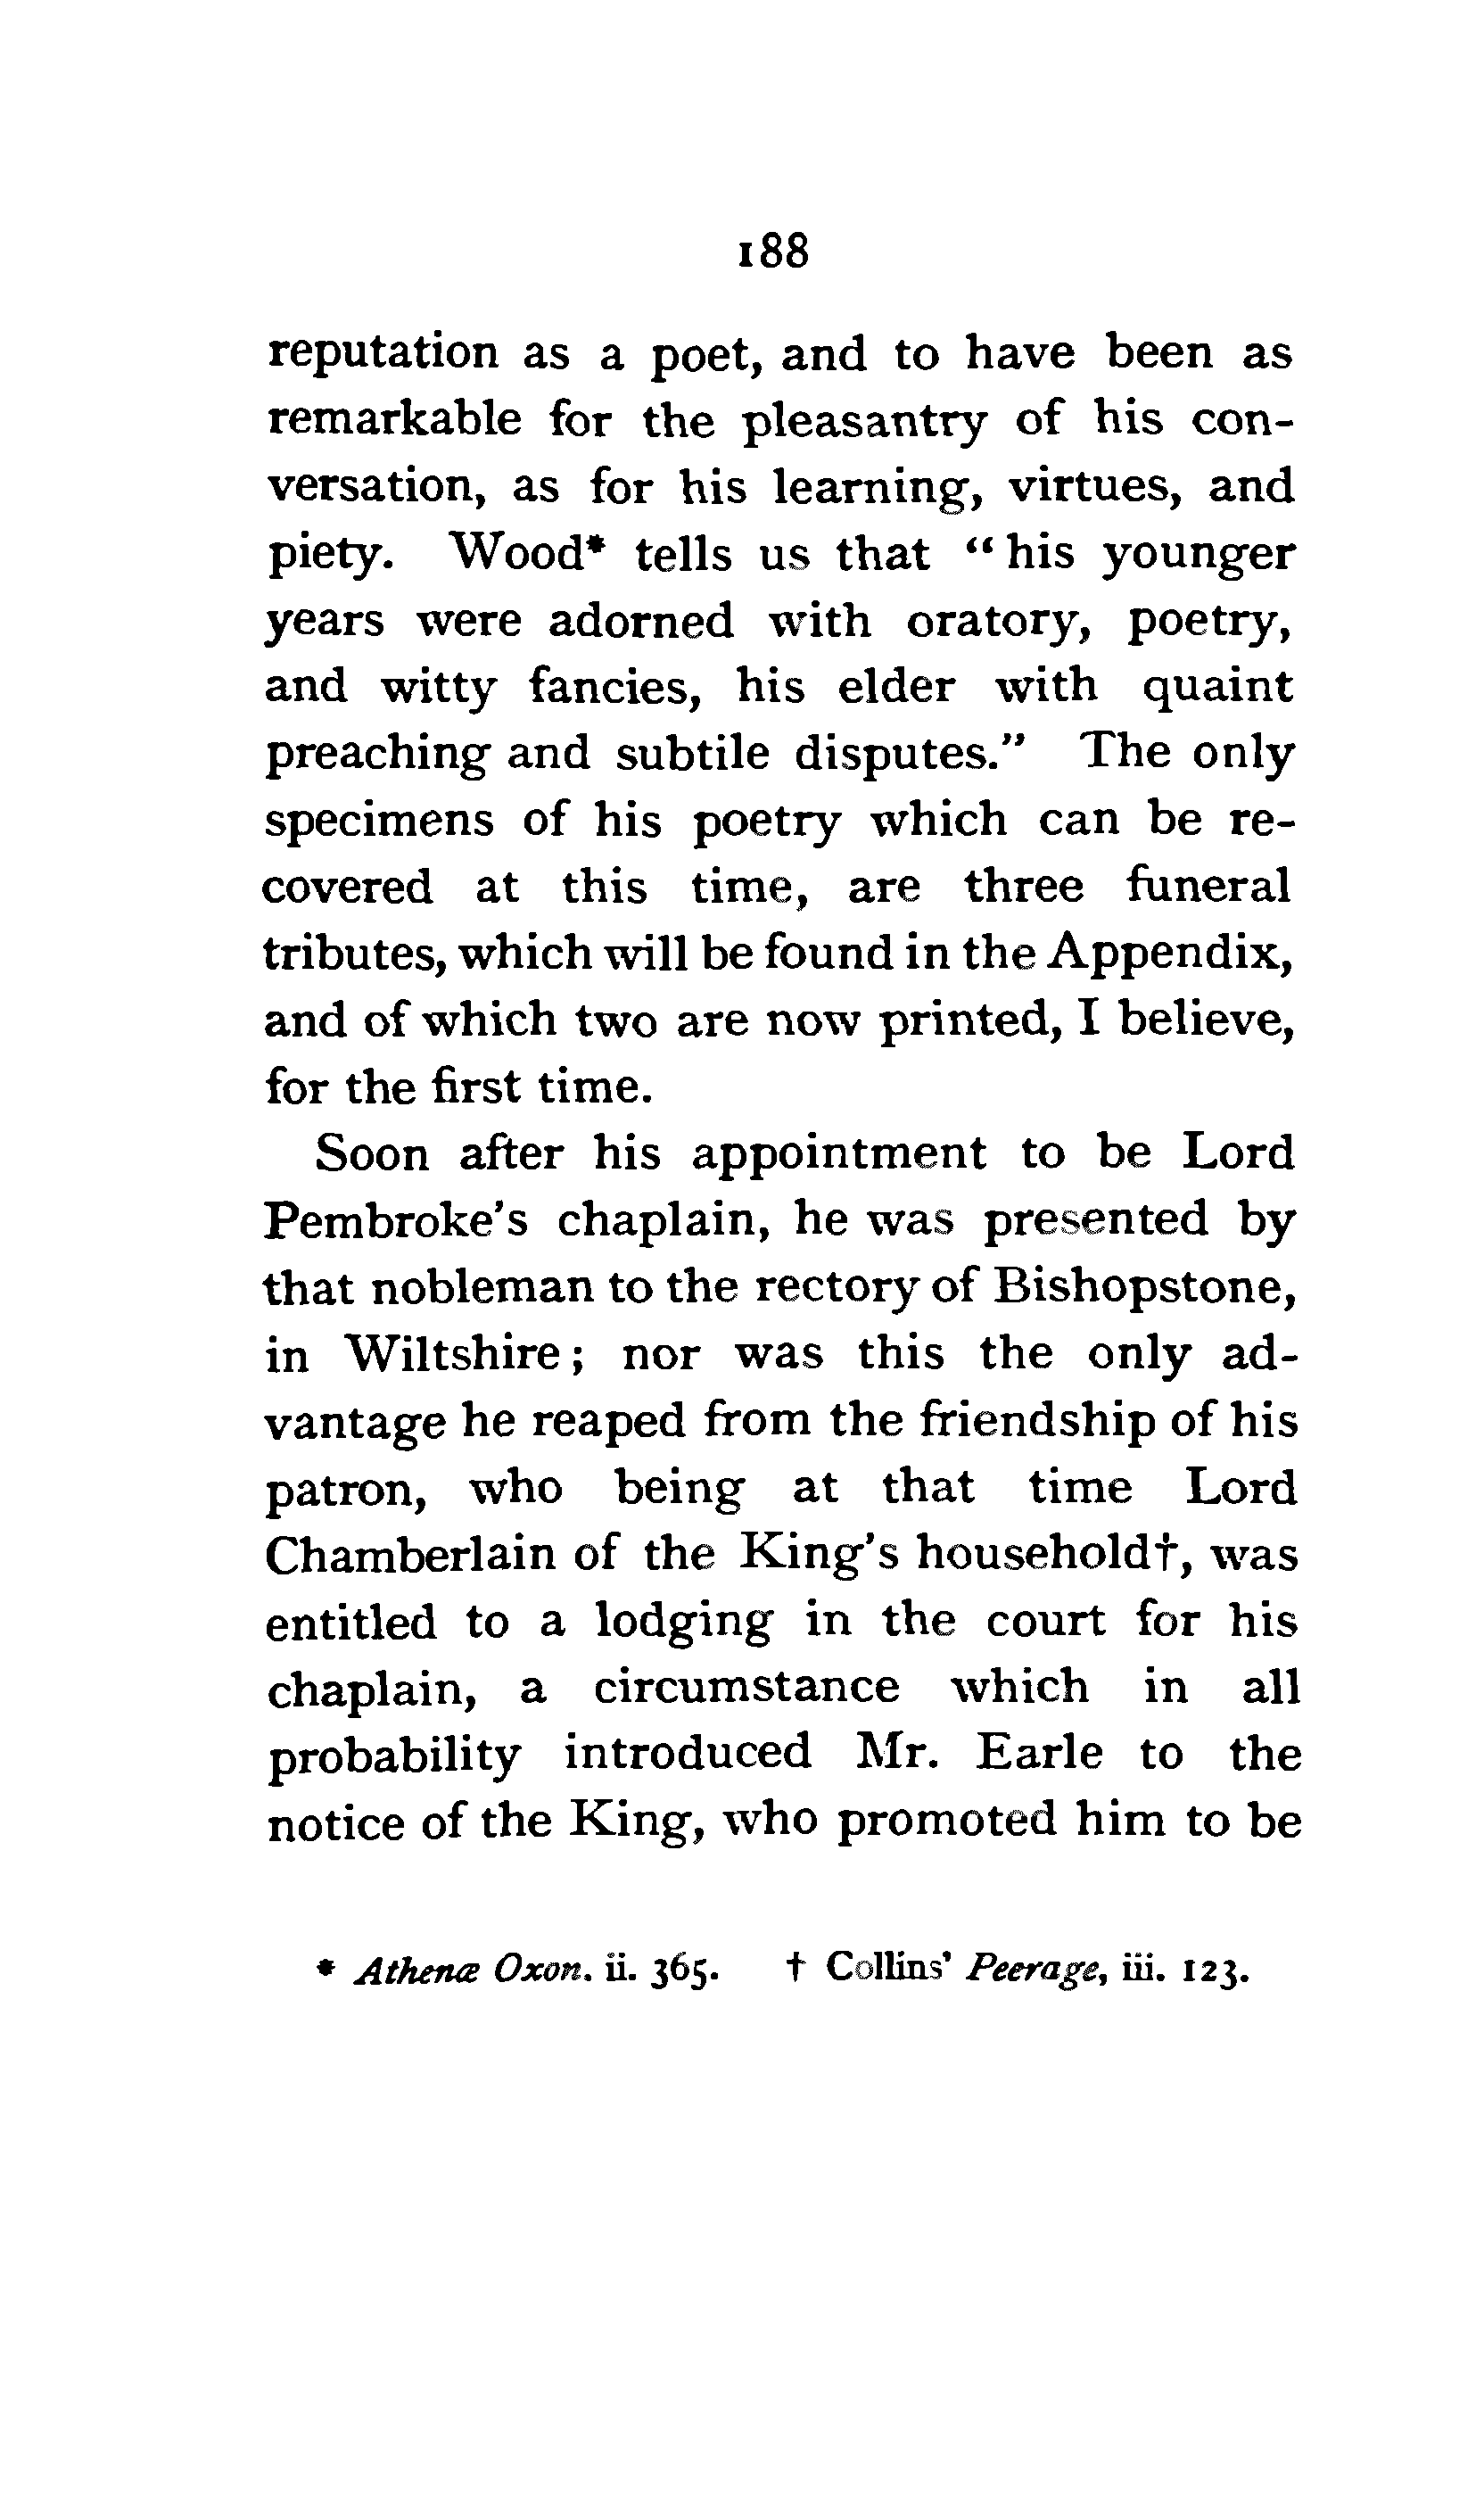 188
reputation as a poet, and to have been as
remarkable for the pleasantry of his con-
versation, as for his learning, virtues, and
piety. Wood* tells us that “his younger
years were adorned with oratory, poetry,
and witty fancies, his elder with quaint
preaching and subtile disputes.” The only
specimens of his poetry which can be re-
covered at this time, are three funeral
tributes, which will be found in the Appendix,
and of which two are now printed, I believe,
for the first time.
Soon after his appointment to be Lord
Pembroke's chaplain, he was presented by
that nobleman to the rectory of Bishopstone,
in Wiltshire; nor was this the only ad-
vantage he reaped from the friendship of his
patron, who being at that time Lord
Chamberlain of the King's household†, was
entitled to a lodging in the court for his
chaplain, a circumstance which in all
probability introduced Mr. Earle to the
notice of the King, who promoted him to be
* Athenæ Oxon. ii. 365. † Collins' Peerage, iii. 123.